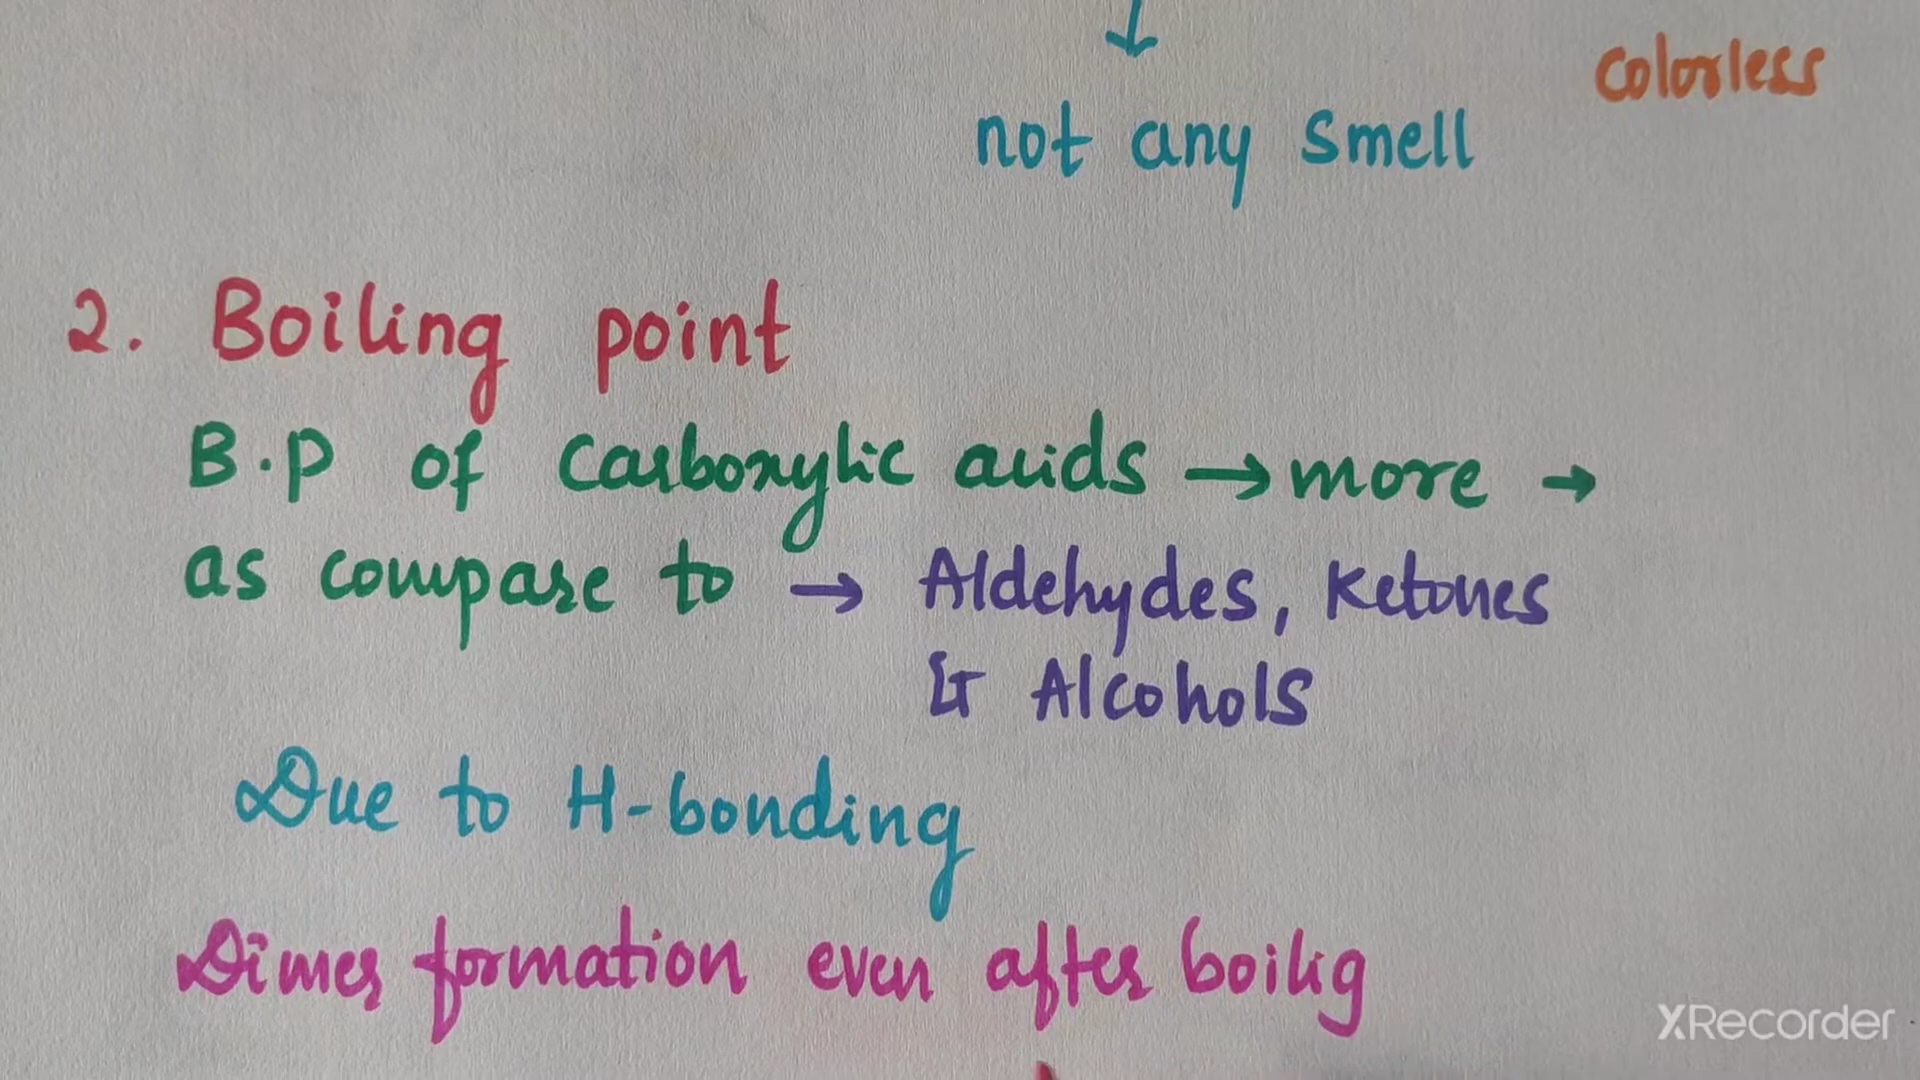 colorless
not any smell
2. Boiling point
B.P of Carboxylic acids → more →
as compare to → Aldehydes, Ketones
& Alcohols
Due to H-bonding
Dimer formation even after boilig
XRecorder